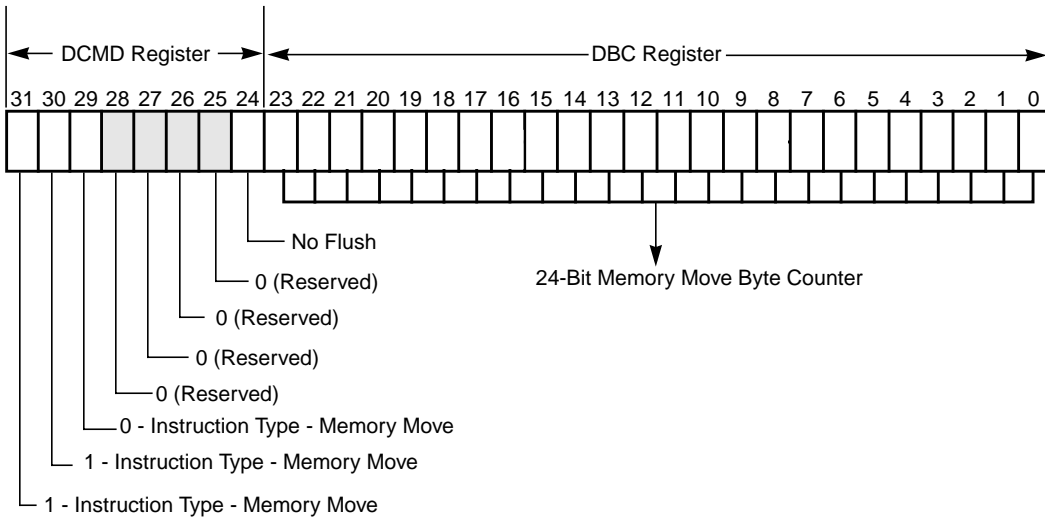 DCMD Register DBC Register
31 30 29 28 27 26 25 24 23 22 21 20 19 18 17 16 15 14 13 12 11 10 9 8 7 6 5 4 3 2 1 0
No Flush
24-Bit Memory Move Byte Counter
0 (Reserved)
0 (Reserved)
0 (Reserved)
0 (Reserved)
0 - Instruction Type - Memory Move
1 - Instruction Type - Memory Move
1 - Instruction Type - Memory Move